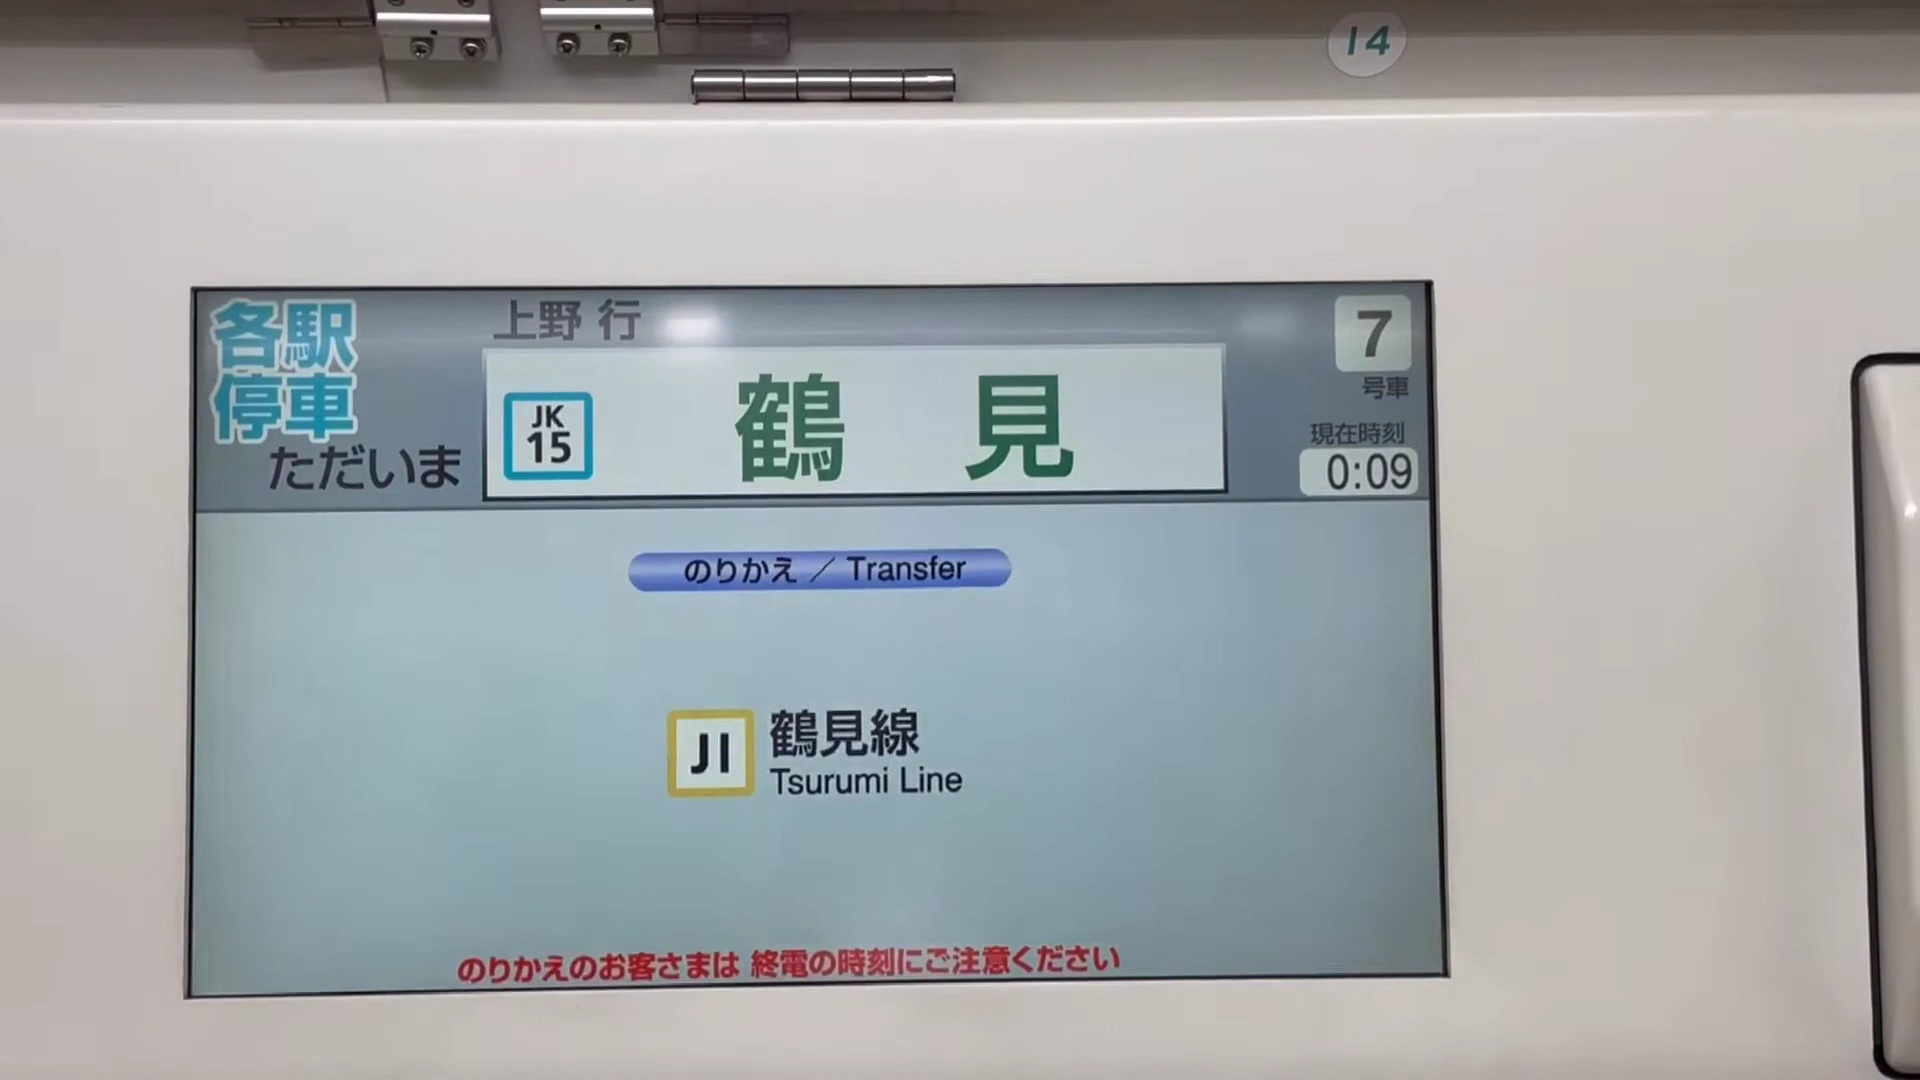 14
各駅
停車
上野 行
ただいま
JK
15
鶴見
7
号車
現在時刻
0:09
のりかえ ／ Transfer
JI
鶴見線
Tsurumi Line
のりかえのお客さまは 終電の時刻にご注意ください